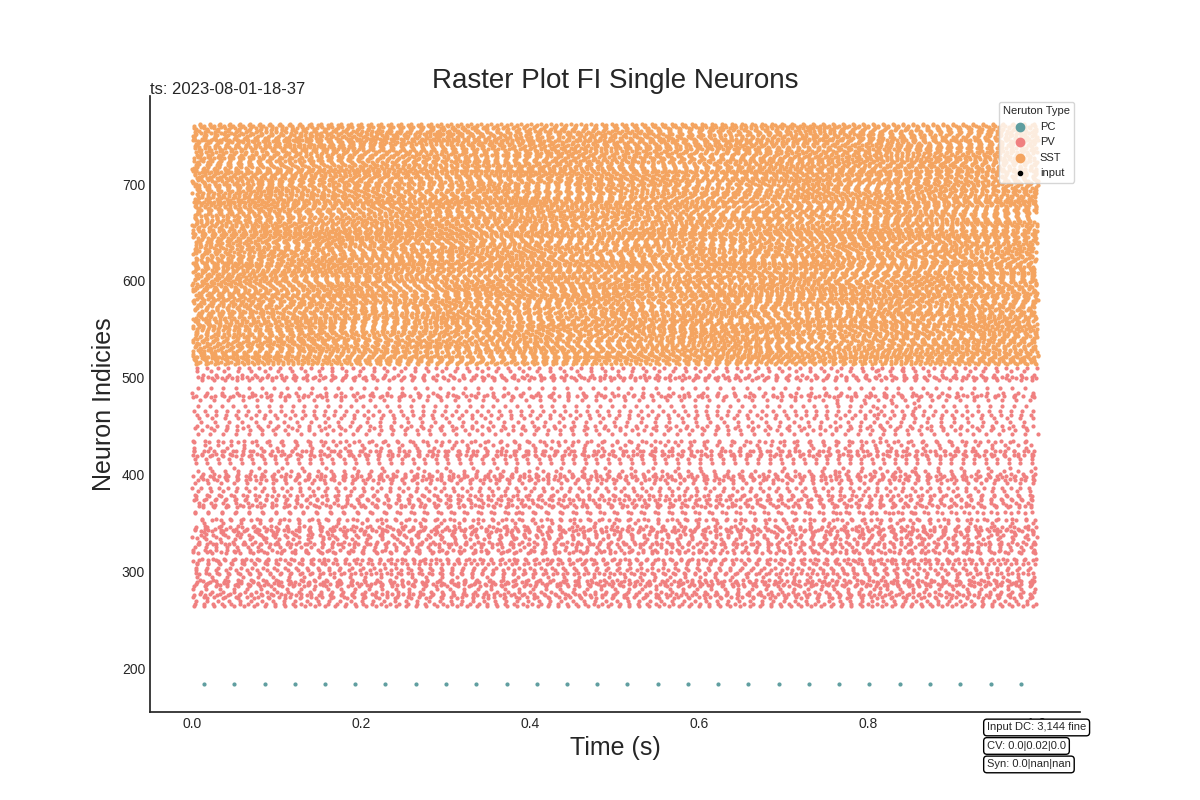 Raster Plot FI Single Neurons
ts: 2023-08-01-18-37
Neruton Type
PC
PV
SST
input
Neuron Indicies
700
600
500
400
300
200
0.0
0.2
0.4
0.6
0.8
Time (s)
Input DC: 3,144 fine
CV: 0.0|0.02|0.0
Syn: 0.0|nan|nan